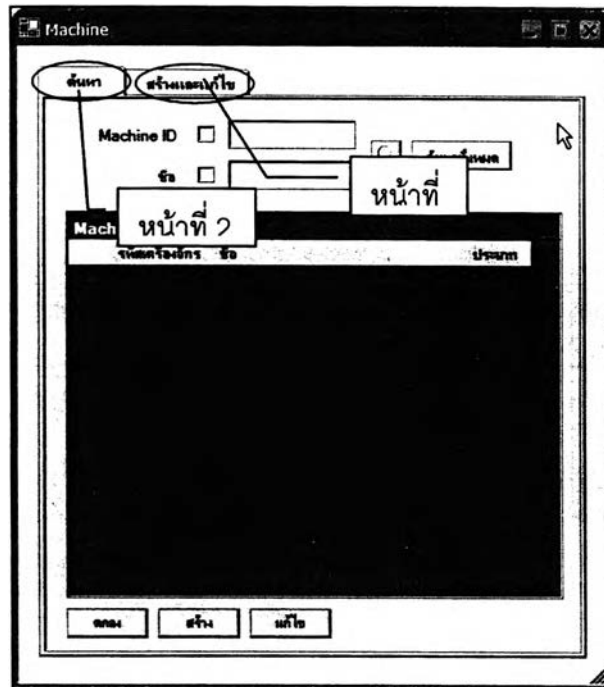 Machine
ค้นหา สร้างและแก้ไข
Machine ID
ชื่อ
หน้าที่
หน้าที่ 2
Mach
รหัสเครื่องจักร ชื่อ ประเภท
ตกลง สร้าง แก้ไข